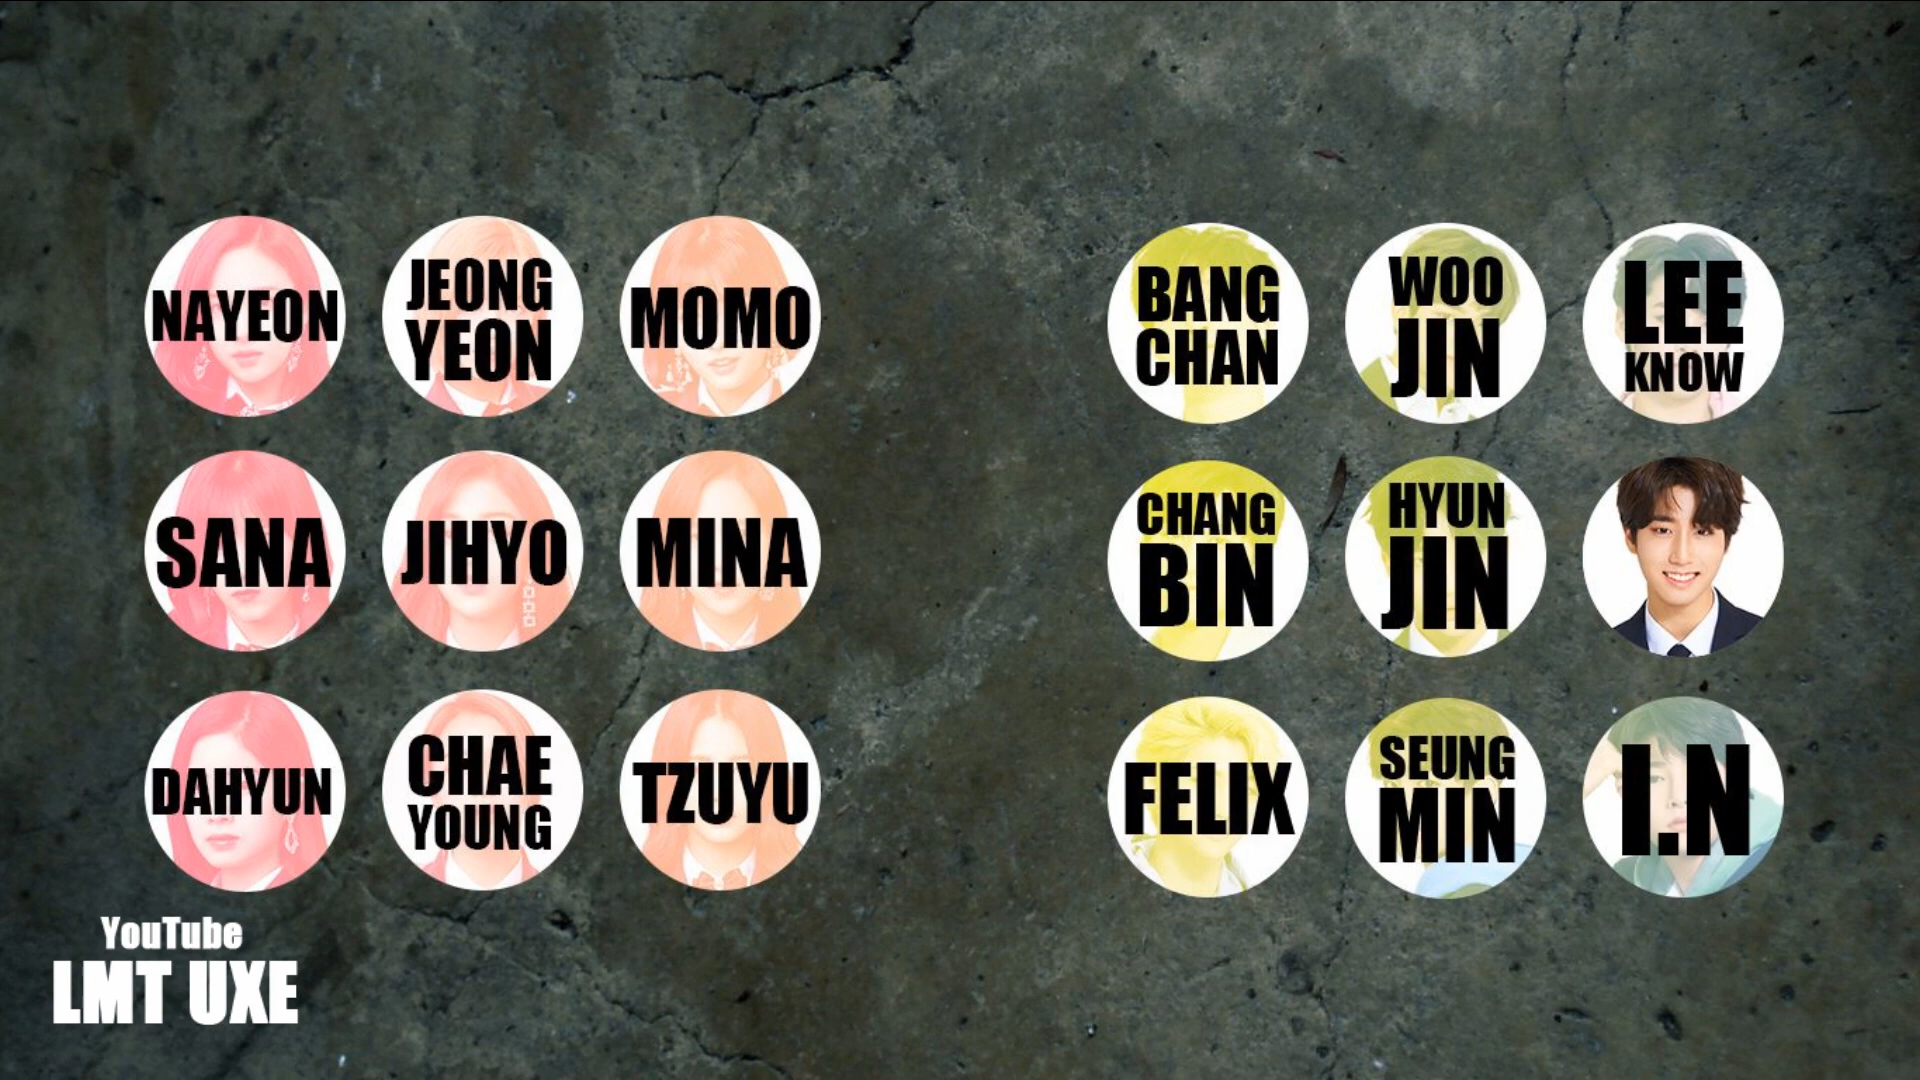 NAYEON
JEONG
YEON
MOMO
SANA
JIHYO
MINA
DAHYUN
CHAE
YOUNG
TZUYU
BANG
CHAN
WOO
JIN
LEE
KNOW
CHANG
BIN
HYUN
JIN
FELIX
SEUNG
MIN
I.N
YouTube
LMT UXE